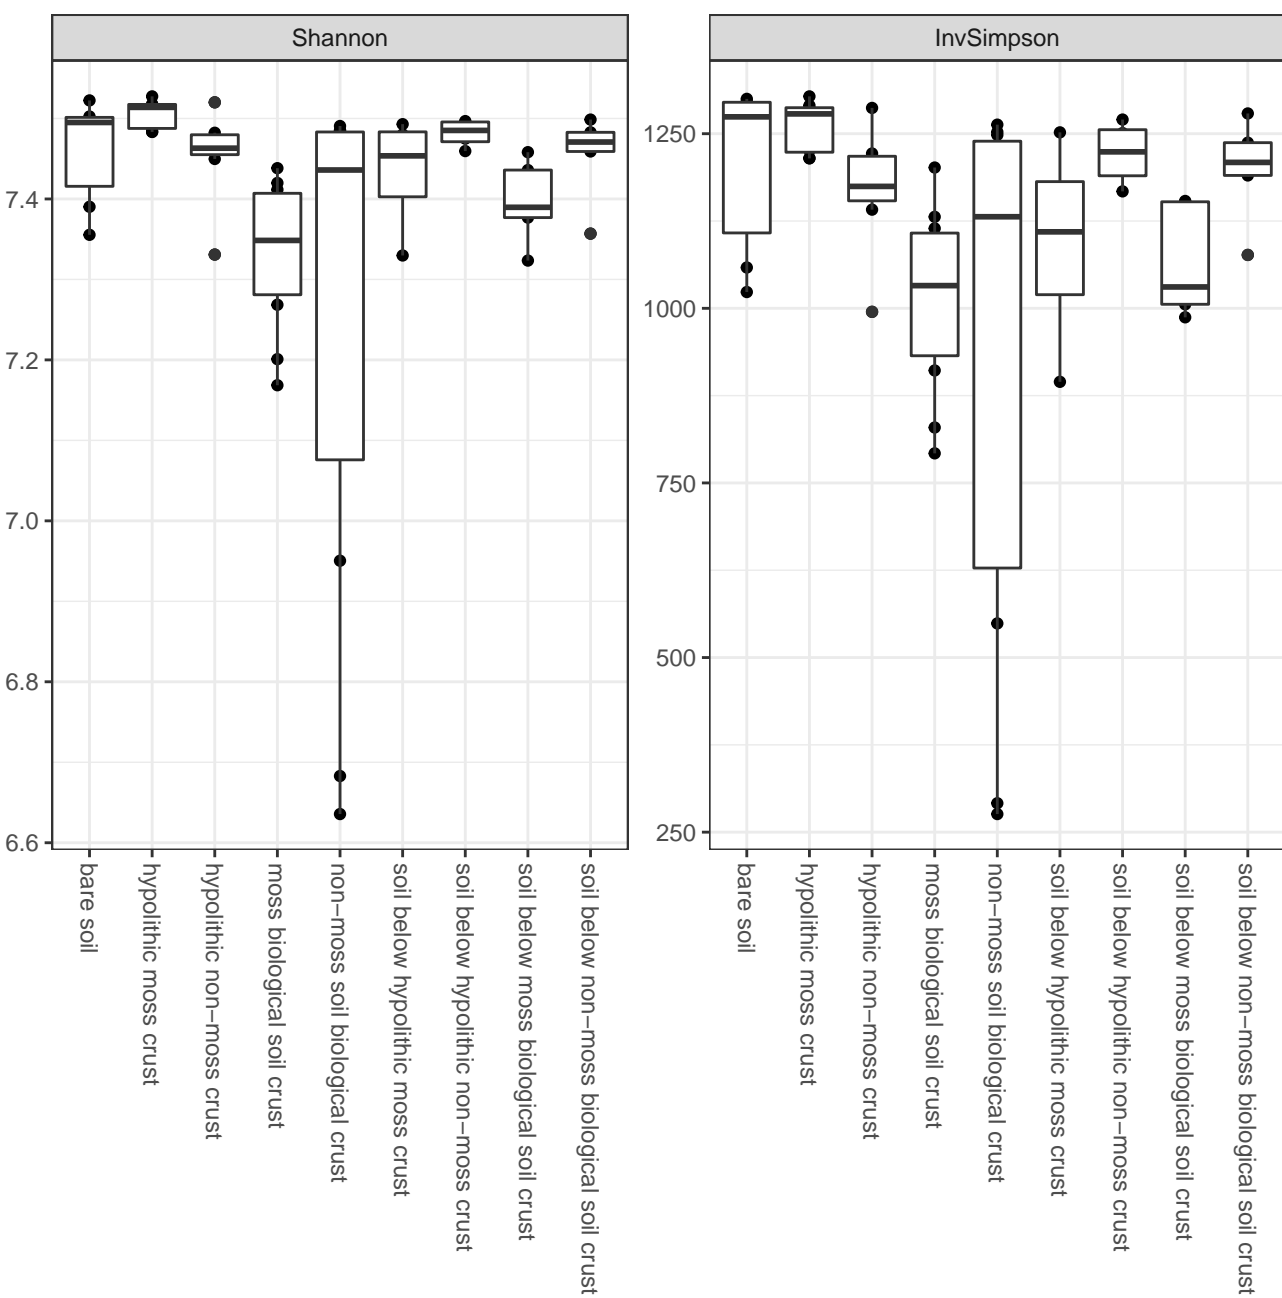 Shannon
InvSimpson
7.4
7.2
7.0
6.8
6.6
1250
1000
750
500
250
bare soil
hypolithic moss crust
hypolithic non−moss crust
moss biological soil crust
non−moss soil biological crust
soil below hypolithic moss crust
soil below hypolithic non−moss crust
soil below moss biological soil crust
soil below non−moss biological soil crust
bare soil
hypolithic moss crust
hypolithic non−moss crust
moss biological soil crust
non−moss soil biological crust
soil below hypolithic moss crust
soil below hypolithic non−moss crust
soil below moss biological soil crust
soil below non−moss biological soil crust